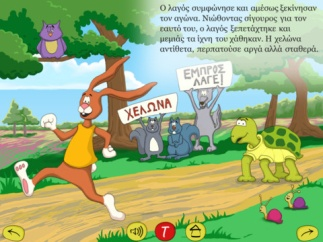 Ο λαγός συμφώνησε και αμέσως ξεκίνησαν
τον αγώνα. Νιώθοντας σίγουρος για τον
εαυτό του, ο λαγός ξεπετάχτηκε και
μεμιάς τα ίχνη του χάθηκαν. Η χελώνα
αντίθετα, περπατούσε αργά αλλά σταθερά.
ΕΜΠΡΟΣ
ΛΑΓΕ!
ΧΕΛΩΝΑ
T